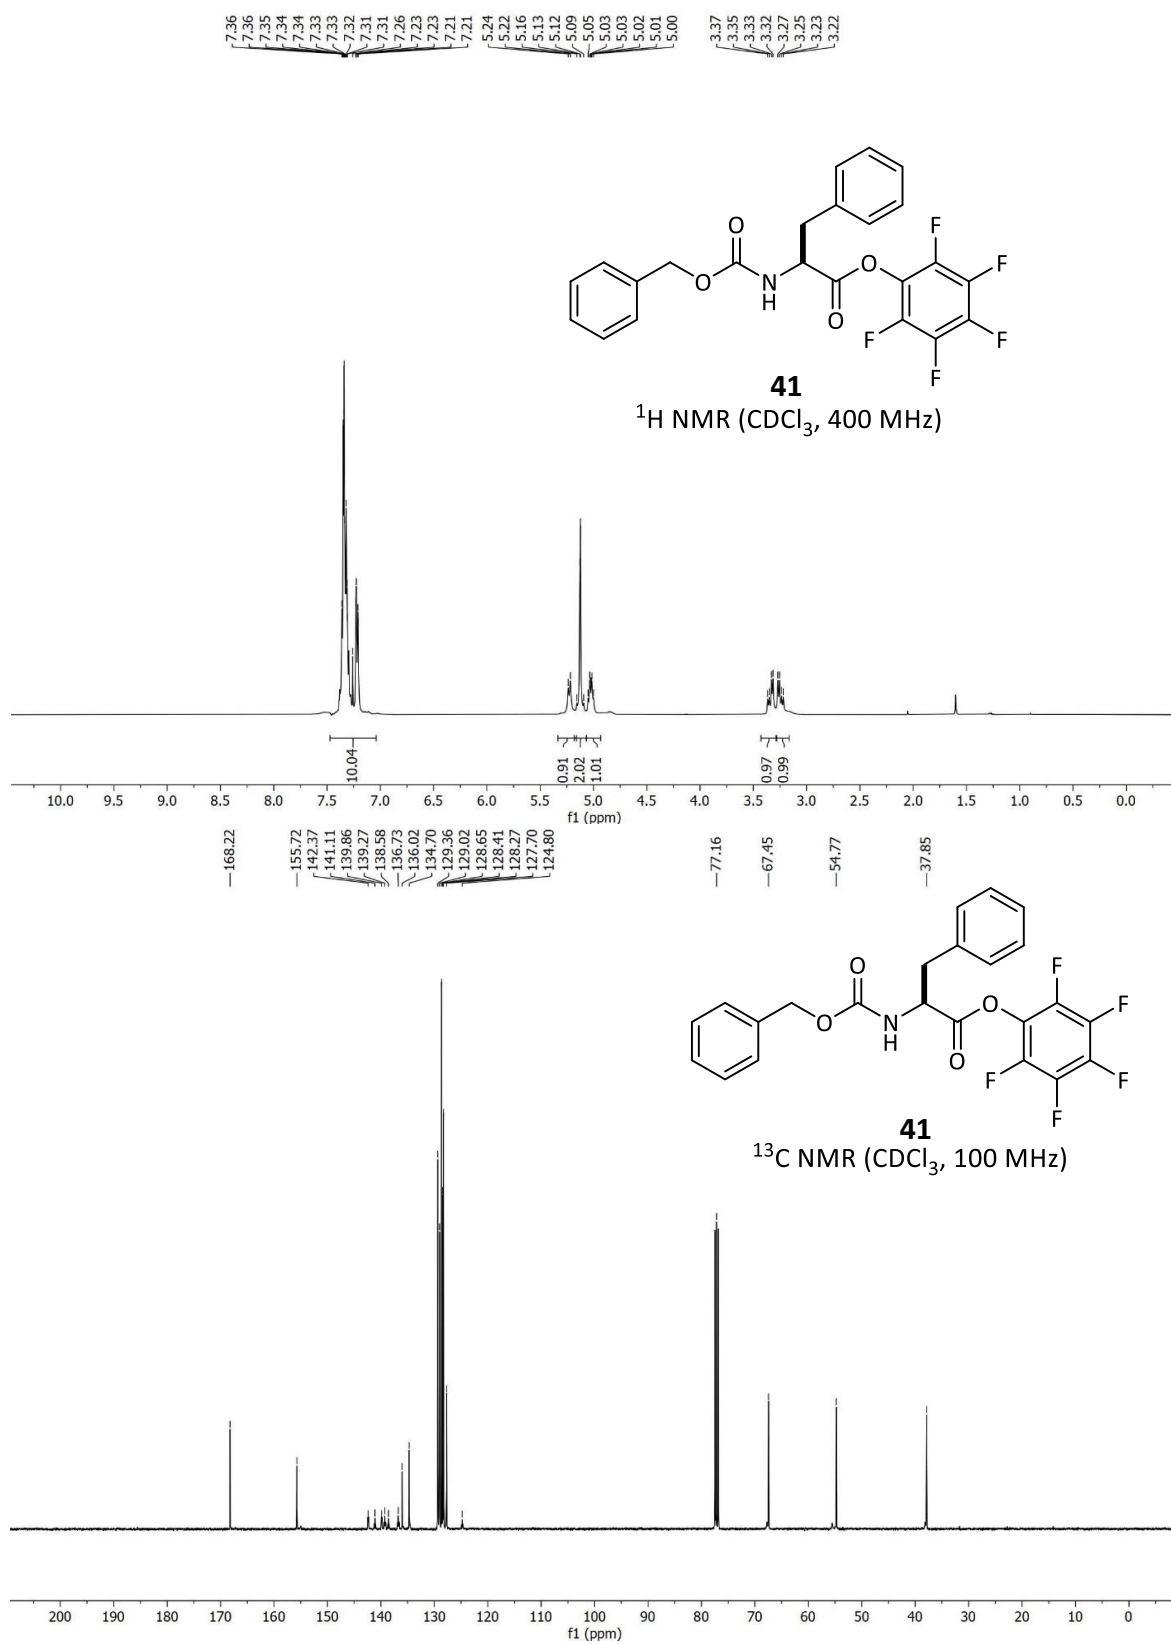 7.36 7.36 7.35 7.34 7.34 7.33 7.33 7.32 7.31 7.31 7.26 7.23 7.23 7.21 7.21 5.24 5.22 5.16 5.13 5.12 5.09 5.05 5.03 5.03 5.02 5.01 5.00 3.37 3.35 3.33 3.32 3.27 3.25 3.23 3.22
O
O
N
H
O
O
F
F
F
F
F
41
¹H NMR (CDCl₃, 400 MHz)
10.04 0.91 2.02 1.01 0.97 0.99
10.0 9.5 9.0 8.5 8.0 7.5 7.0 6.5 6.0 5.5 5.0 4.5 4.0 3.5 3.0 2.5 2.0 1.5 1.0 0.5 0.0
f1 (ppm)
168.22 155.72 142.37 141.11 139.86 139.27 138.58 136.73 136.02 134.70 129.36 129.02 128.65 128.41 128.27 127.70 124.80 77.16 67.45 54.77 37.85
O
O
N
H
O
O
F
F
F
F
F
41
¹³C NMR (CDCl₃, 100 MHz)
200 190 180 170 160 150 140 130 120 110 100 90 80 70 60 50 40 30 20 10 0
f1 (ppm)